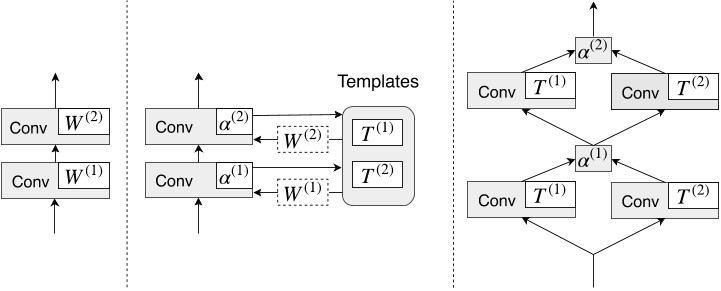 Conv W^(2)
Conv W^(1)
Templates
Conv α^(2)
W^(2)
T^(1)
Conv α^(1)
W^(1)
T^(2)
α^(2)
Conv T^(1)
Conv T^(2)
α^(1)
Conv T^(1)
Conv T^(2)